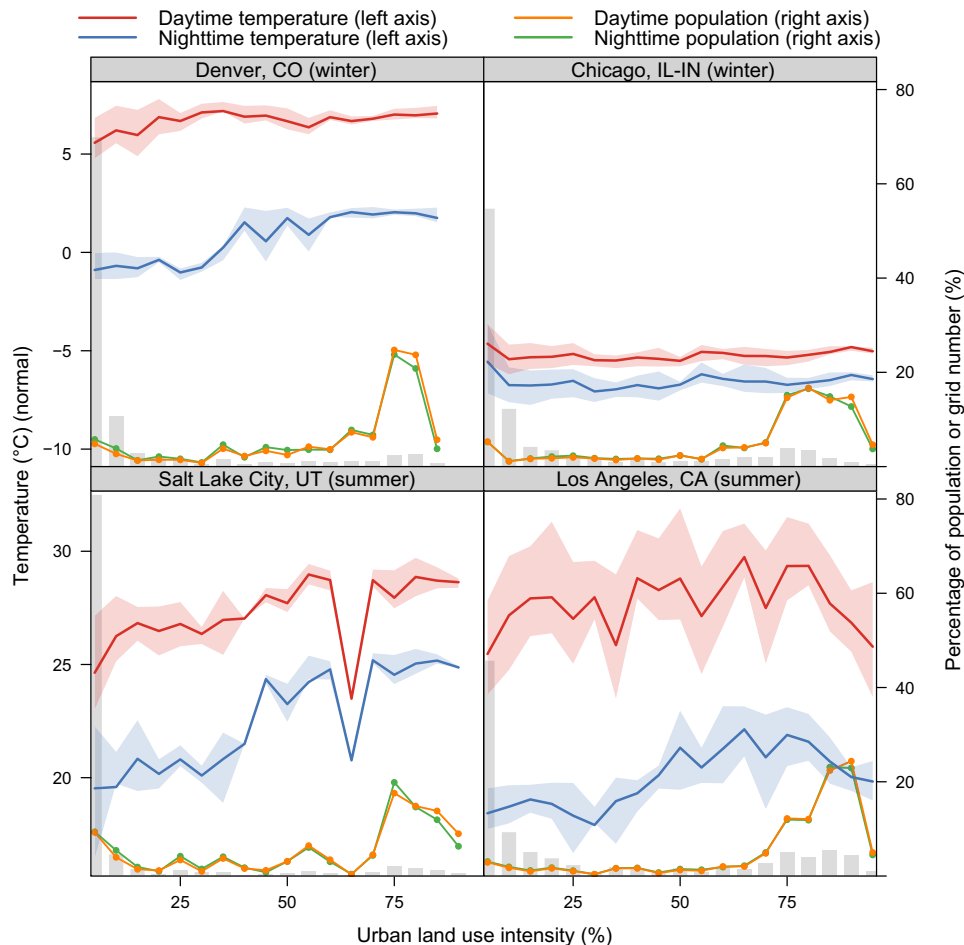 Daytime temperature (left axis)
Nighttime temperature (left axis)
Daytime population (right axis)
Nighttime population (right axis)
Denver, CO (winter)
Chicago, IL-IN (winter)
5
0
−5
−10
80
60
40
20
Salt Lake City, UT (summer)
Los Angeles, CA (summer)
30
25
20
80
60
40
20
25
50
75
25
50
75
Temperature (°C) (normal)
Percentage of population or grid number (%)
Urban land use intensity (%)